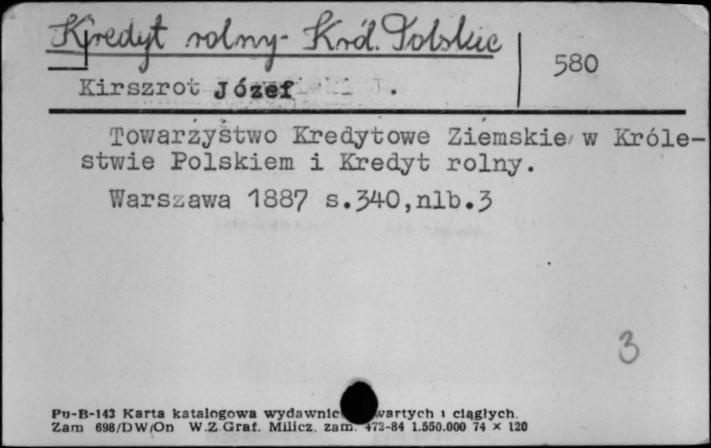 Kredyt rolny - Król. Polskie
580
Kirszrot Józef .
Towarzystwo Kredytowe Ziemskie w Króle-
stwie Polskiem i Kredyt rolny.
Warszawa 1887 s.340,nlb.3
3
Pu-B-143 Karta katalogowa wydawnic wartych i ciągłych.
Zam 698/DW/On W.Z.Graf. Milicz. zam. 472-84 1.550.000 74 × 120